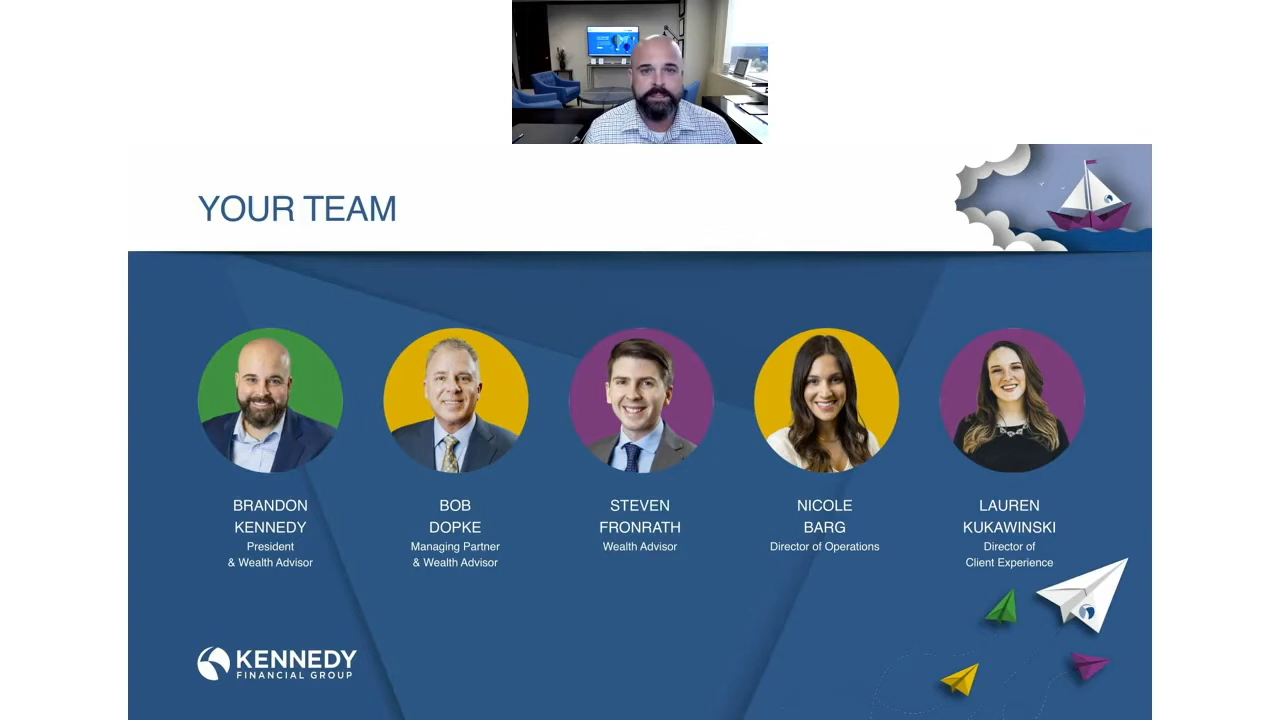 YOUR TEAM
BRANDON
KENNEDY
President
& Wealth Advisor
BOB
DOPKE
Managing Partner
& Wealth Advisor
STEVEN
FRONRATH
Wealth Advisor
NICOLE
BARG
Director of Operations
LAUREN
KUKAWINSKI
Director of
Client Experience
KENNEDY
FINANCIAL GROUP